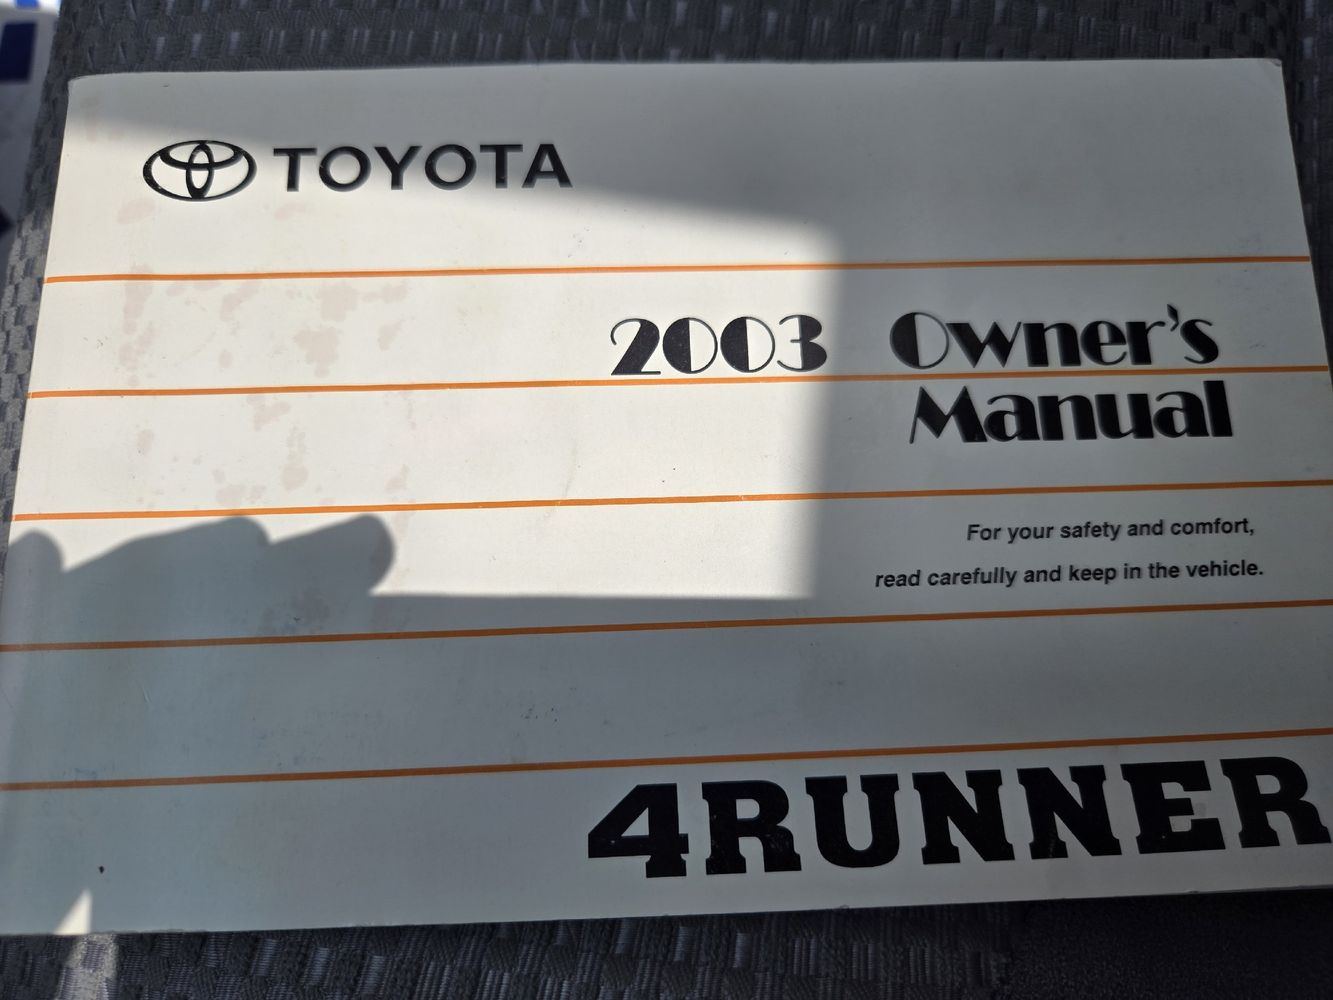 TOYOTA
2003 Owner's
Manual
For your safety and comfort,
read carefully and keep in the vehicle.
4RUNNER